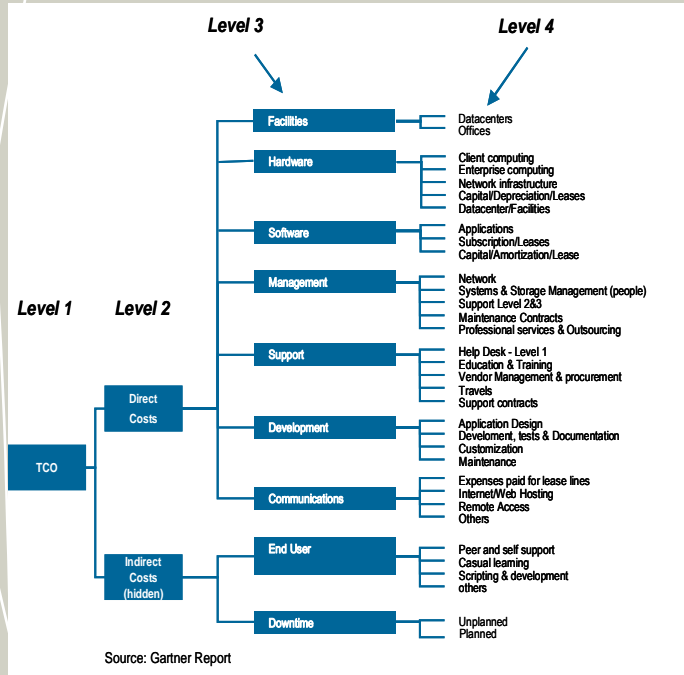 Level 3
Level 4
Facilities
Datacenters
Offices
Hardware
Client computing
Enterprise computing
Network infrastructure
Capital/Depreciation/Leases
Datacenter/Facilities
Software
Applications
Subscription/Leases
Capital/Amortization/Lease
Level 1
Level 2
Management
Network
Systems & Storage Management (people)
Support Level 2&3
Maintenance Contracts
Professional services & Outsourcing
Support
Help Desk - Level 1
Education & Training
Vendor Management & procurement
Travels
Support contracts
Direct
Costs
Development
Application Design
Develoment, tests & Documentation
Customization
Maintenance
TCO
Communications
Expenses paid for lease lines
Internet/Web Hosting
Remote Access
Others
Indirect
Costs
(hidden)
End User
Peer and self support
Casual learning
Scripting & development
others
Downtime
Unplanned
Planned
Source: Gartner Report